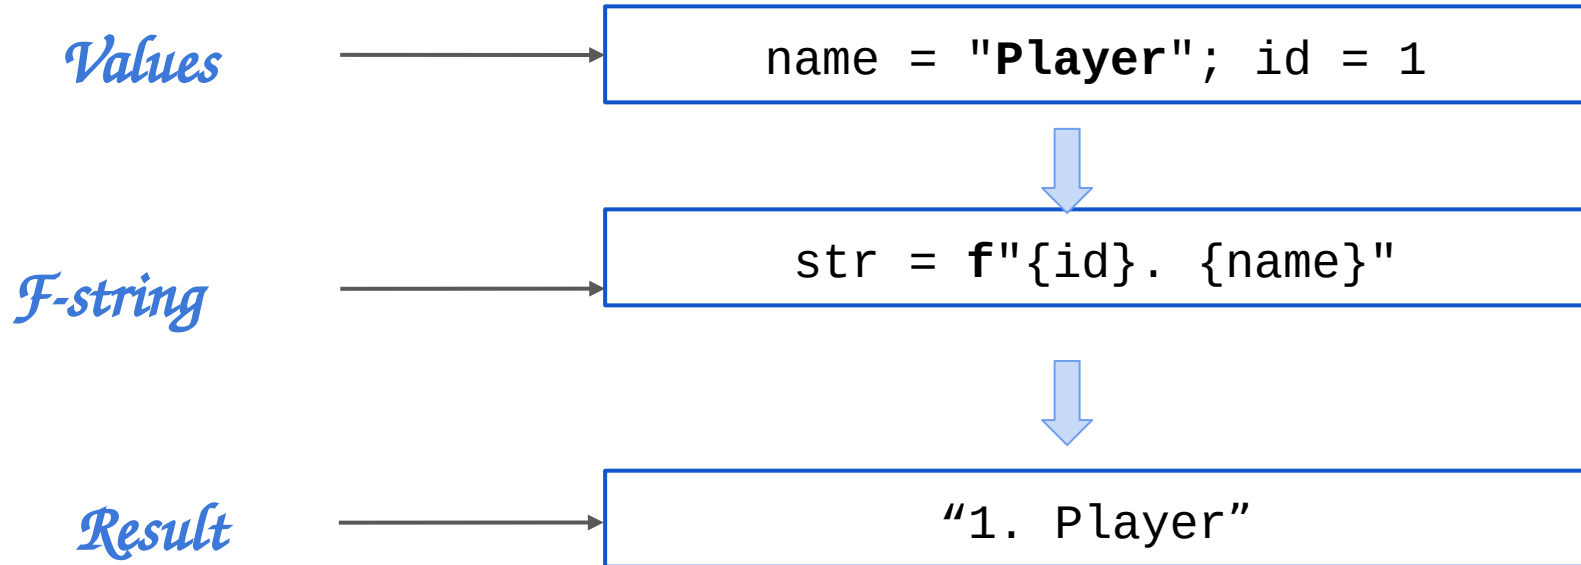 Values
name = "Player"; id = 1
F-string
str = f"{id}. {name}"
Result
“1. Player”